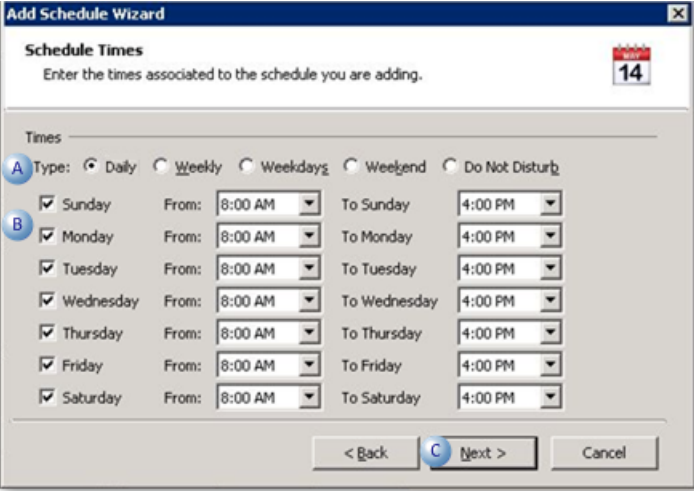 Add Schedule Wizard
Schedule Times
Enter the times associated to the schedule you are adding.
MAY
14
Times
A Type: Daily Weekly Weekdays Weekend Do Not Disturb
Sunday From: 8:00 AM To Sunday 4:00 PM
B
Monday From: 8:00 AM To Monday 4:00 PM
Tuesday From: 8:00 AM To Tuesday 4:00 PM
Wednesday From: 8:00 AM To Wednesday 4:00 PM
Thursday From: 8:00 AM To Thursday 4:00 PM
Friday From: 8:00 AM To Friday 4:00 PM
Saturday From: 8:00 AM To Saturday 4:00 PM
< Back C Next > Cancel